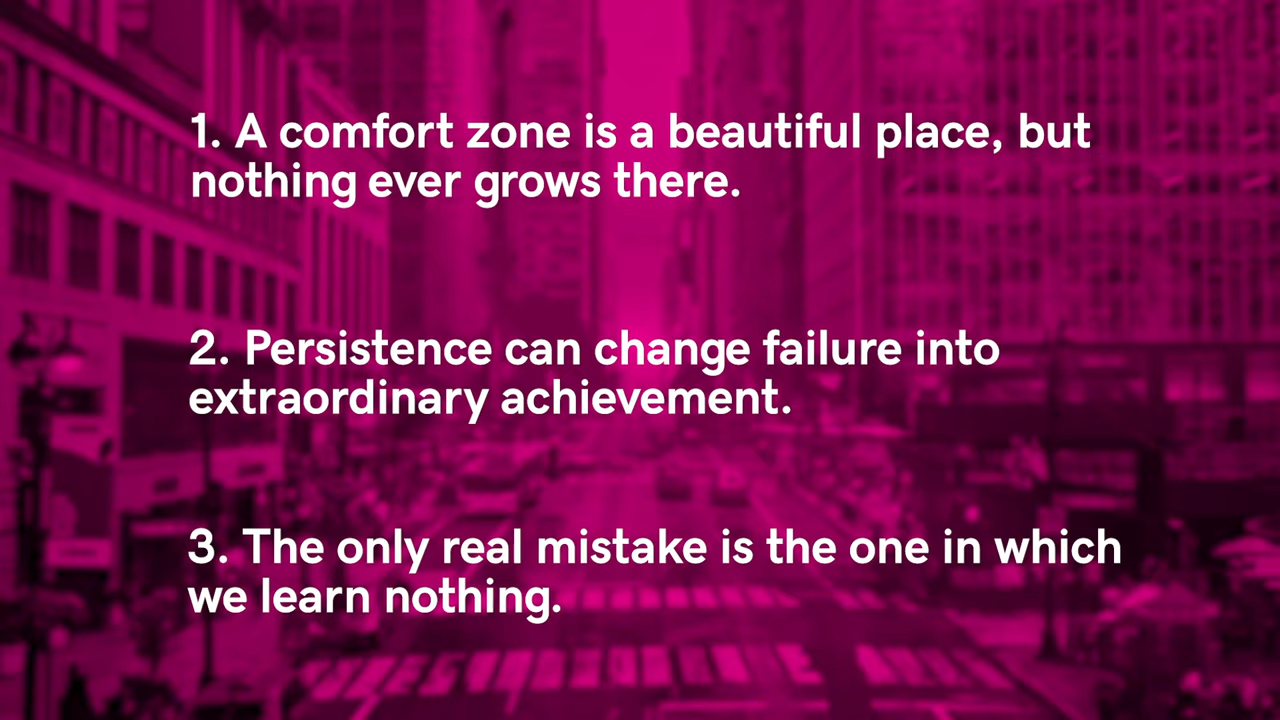 1. A comfort zone is a beautiful place, but
nothing ever grows there.
2. Persistence can change failure into
extraordinary achievement.
3. The only real mistake is the one in which
we learn nothing.